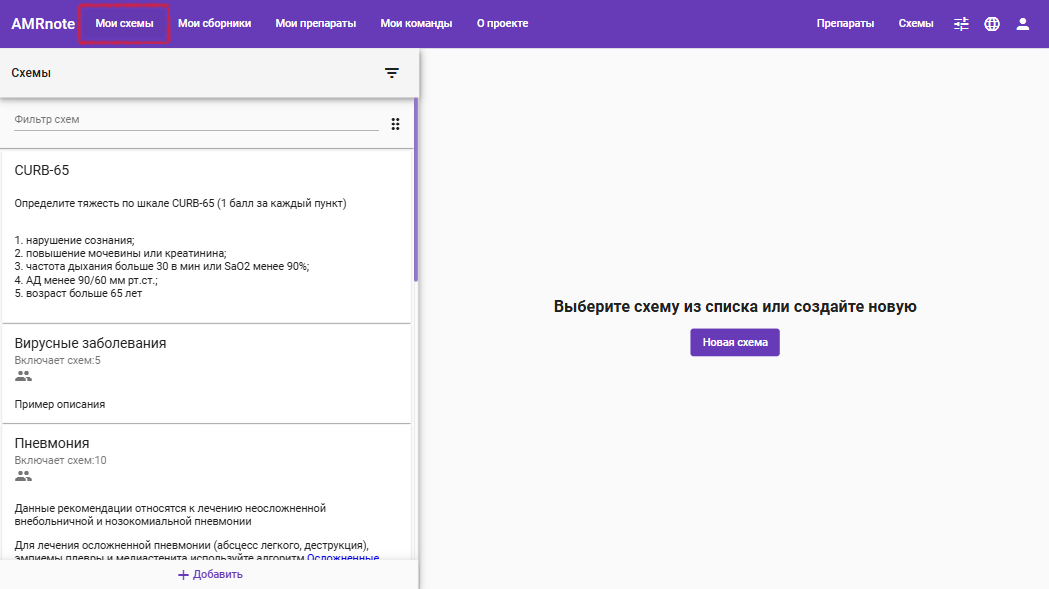 AMRnote Мои схемы Мои сборники Мои препараты Мои команды О проекте Препараты Схемы
Схемы
Фильтр схем
CURB-65
Определите тяжесть по шкале CURB-65 (1 балл за каждый пункт)
1. нарушение сознания;
2. повышение мочевины или креатинина;
3. частота дыхания больше 30 в мин или SaO2 менее 90%;
4. АД менее 90/60 мм рт.ст.;
5. возраст больше 65 лет
Вирусные заболевания
Включает схем:5
Пример описания
Пневмония
Включает схем:10
Данные рекомендации относятся к лечению неосложненной
внебольничной и нозокомиальной пневмонии
Для лечения осложненной пневмонии (абсцесс легкого, деструкция),
эмпиемы плевры и медиастенита используйте алгоритм Осложненные
+ Добавить
Выберите схему из списка или создайте новую
Новая схема